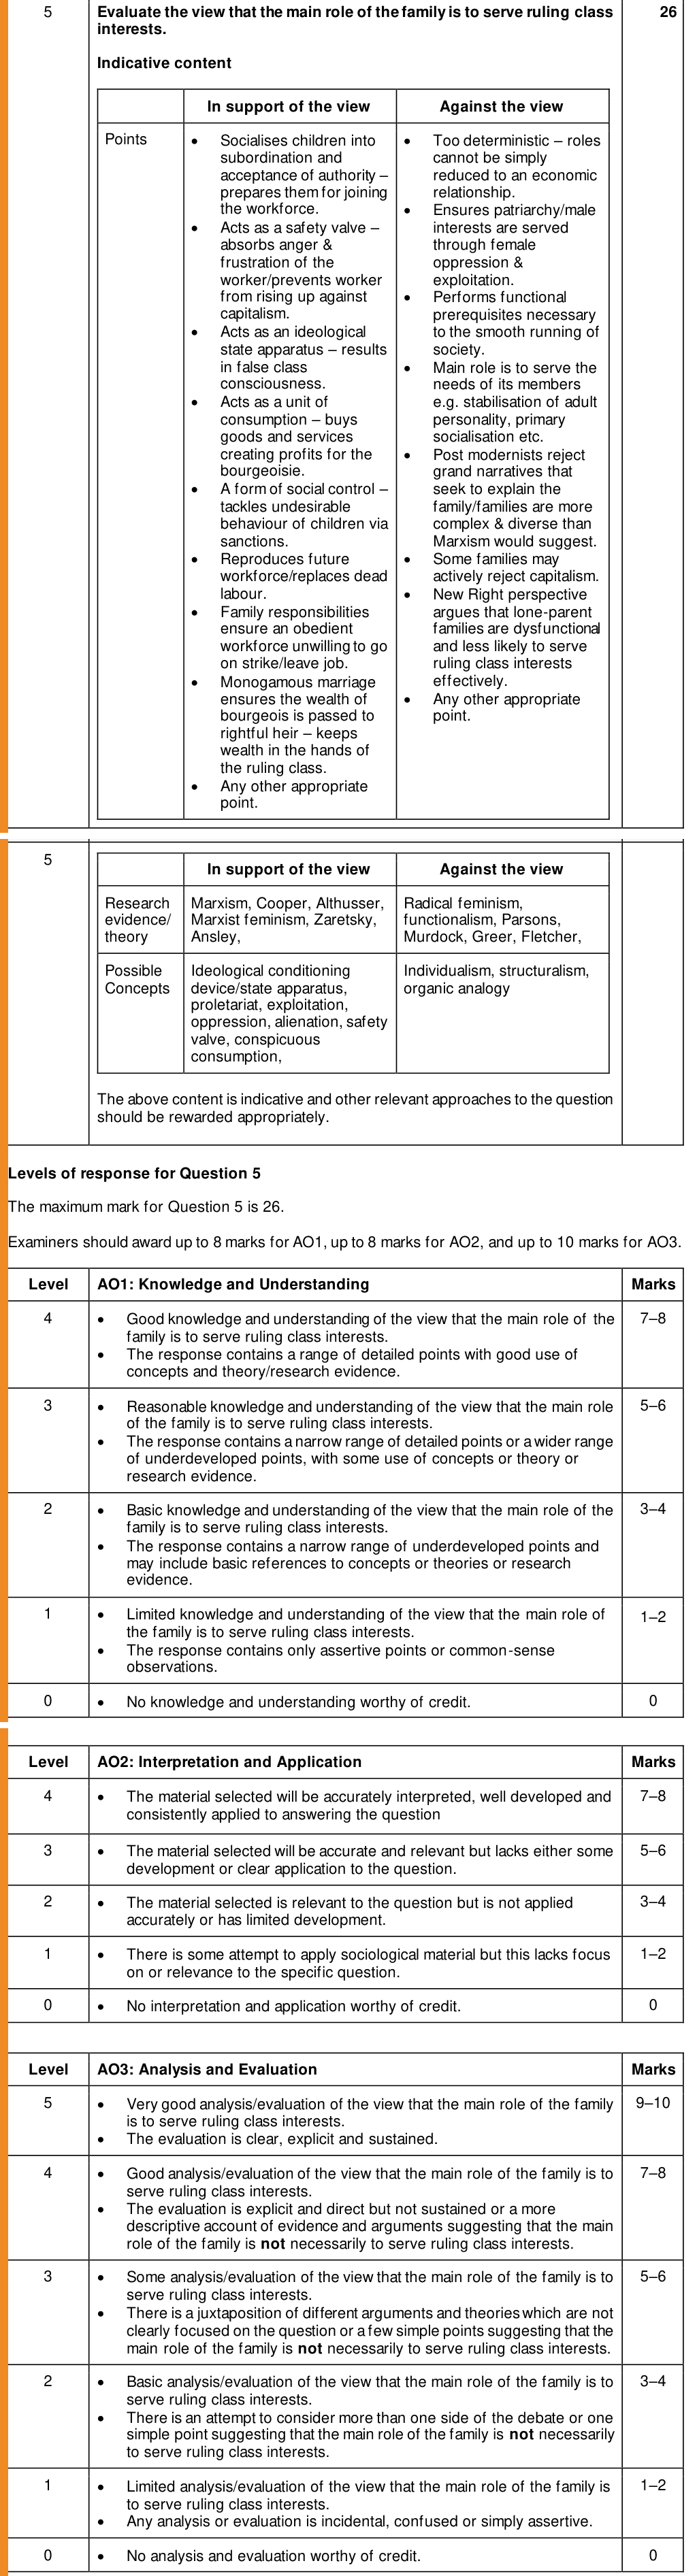 5
Evaluate the view that the main role of the family is to serve ruling class
interests.
26
Indicative content
In support of the view
Against the view
Points
• Socialises children into
subordination and
acceptance of authority –
prepares them for joining
the workforce.
• Acts as a safety valve –
absorbs anger &
frustration of the
worker/prevents worker
from rising up against
capitalism.
• Acts as an ideological
state apparatus – results
in false class
consciousness.
• Acts as a unit of
consumption – buys
goods and services
creating profits for the
bourgeoisie.
• A form of social control –
tackles undesirable
behaviour of children via
sanctions.
• Reproduces future
workforce/replaces dead
labour.
• Family responsibilities
ensure an obedient
workforce unwilling to go
on strike/leave job.
• Monogamous marriage
ensures the wealth of
bourgeois is passed to
rightful heir – keeps
wealth in the hands of
the ruling class.
• Any other appropriate
point.
• Too deterministic – roles
cannot be simply
reduced to an economic
relationship.
• Ensures patriarchy/male
interests are served
through female
oppression &
exploitation.
• Performs functional
prerequisites necessary
to the smooth running of
society.
• Main role is to serve the
needs of its members
e.g. stabilisation of adult
personality, primary
socialisation etc.
• Post modernists reject
grand narratives that
seek to explain the
family/families are more
complex & diverse than
Marxism would suggest.
• Some families may
actively reject capitalism.
• New Right perspective
argues that lone-parent
families are dysfunctional
and less likely to serve
ruling class interests
effectively.
• Any other appropriate
point.
5
In support of the view
Against the view
Research
evidence/
theory
Marxism, Cooper, Althusser,
Marxist feminism, Zaretsky,
Ansley,
Radical feminism,
functionalism, Parsons,
Murdock, Greer, Fletcher,
Possible
Concepts
Ideological conditioning
device/state apparatus,
proletariat, exploitation,
oppression, alienation, safety
valve, conspicuous
consumption,
Individualism, structuralism,
organic analogy
The above content is indicative and other relevant approaches to the question
should be rewarded appropriately.
Levels of response for Question 5
The maximum mark for Question 5 is 26.
Examiners should award up to 8 marks for AO1, up to 8 marks for AO2, and up to 10 marks for AO3.
Level
AO1: Knowledge and Understanding
Marks
4
• Good knowledge and understanding of the view that the main role of the
family is to serve ruling class interests.
• The response contains a range of detailed points with good use of
concepts and theory/research evidence.
7–8
3
• Reasonable knowledge and understanding of the view that the main role
of the family is to serve ruling class interests.
• The response contains a narrow range of detailed points or a wider range
of underdeveloped points, with some use of concepts or theory or
research evidence.
5–6
2
• Basic knowledge and understanding of the view that the main role of the
family is to serve ruling class interests.
• The response contains a narrow range of underdeveloped points and
may include basic references to concepts or theories or research
evidence.
3–4
1
• Limited knowledge and understanding of the view that the main role of
the family is to serve ruling class interests.
• The response contains only assertive points or common-sense
observations.
1–2
0
• No knowledge and understanding worthy of credit.
0
Level
AO2: Interpretation and Application
Marks
4
• The material selected will be accurately interpreted, well developed and
consistently applied to answering the question
7–8
3
• The material selected will be accurate and relevant but lacks either some
development or clear application to the question.
5–6
2
• The material selected is relevant to the question but is not applied
accurately or has limited development.
3–4
1
• There is some attempt to apply sociological material but this lacks focus
on or relevance to the specific question.
1–2
0
• No interpretation and application worthy of credit.
0
Level
AO3: Analysis and Evaluation
Marks
5
• Very good analysis/evaluation of the view that the main role of the family
is to serve ruling class interests.
• The evaluation is clear, explicit and sustained.
9–10
4
• Good analysis/evaluation of the view that the main role of the family is to
serve ruling class interests.
• The evaluation is explicit and direct but not sustained or a more
descriptive account of evidence and arguments suggesting that the main
role of the family is not necessarily to serve ruling class interests.
7–8
3
• Some analysis/evaluation of the view that the main role of the family is to
serve ruling class interests.
• There is a juxtaposition of different arguments and theories which are not
clearly focused on the question or a few simple points suggesting that the
main role of the family is not necessarily to serve ruling class interests.
5–6
2
• Basic analysis/evaluation of the view that the main role of the family is to
serve ruling class interests.
• There is an attempt to consider more than one side of the debate or one
simple point suggesting that the main role of the family is not necessarily
to serve ruling class interests.
3–4
1
• Limited analysis/evaluation of the view that the main role of the family is
to serve ruling class interests.
• Any analysis or evaluation is incidental, confused or simply assertive.
1–2
0
• No analysis and evaluation worthy of credit.
0